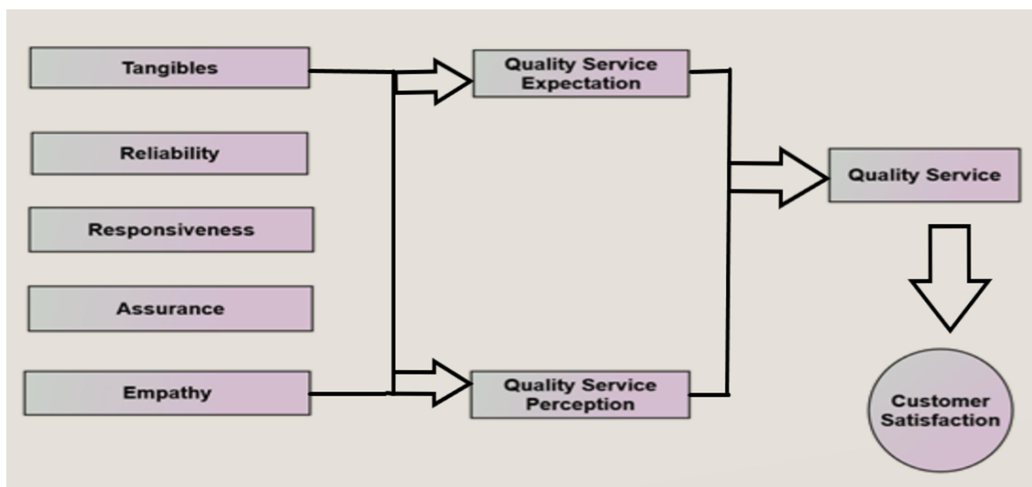 Tangibles
Reliability
Responsiveness
Assurance
Empathy
Quality Service
Expectation
Quality Service
Perception
Quality Service
Customer
Satisfaction